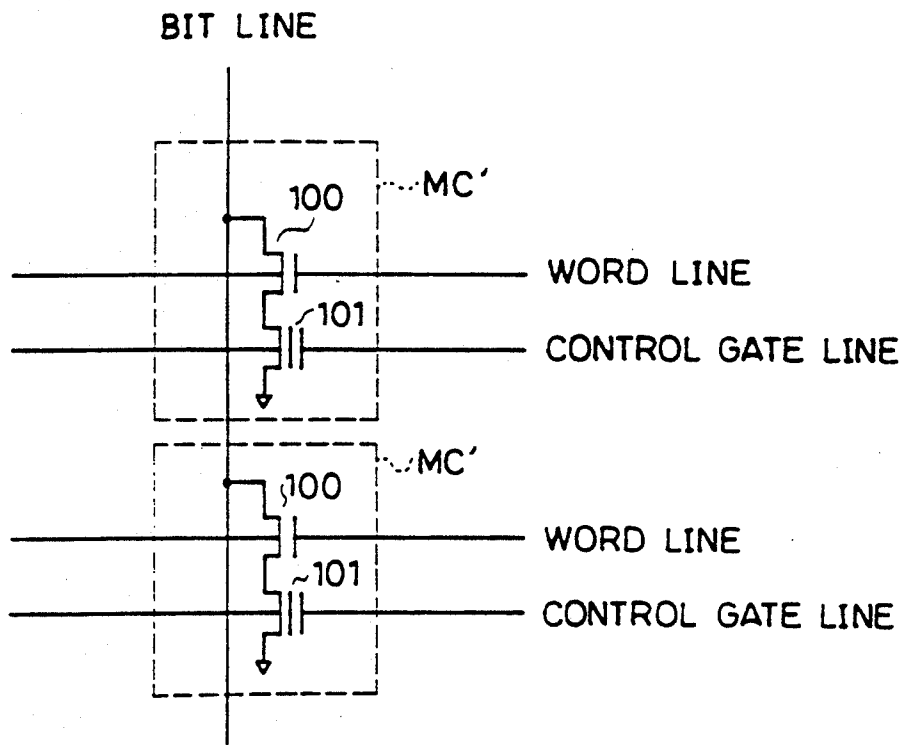 BIT LINE
MC'
100
WORD LINE
101
CONTROL GATE LINE
MC'
100
WORD LINE
101
CONTROL GATE LINE